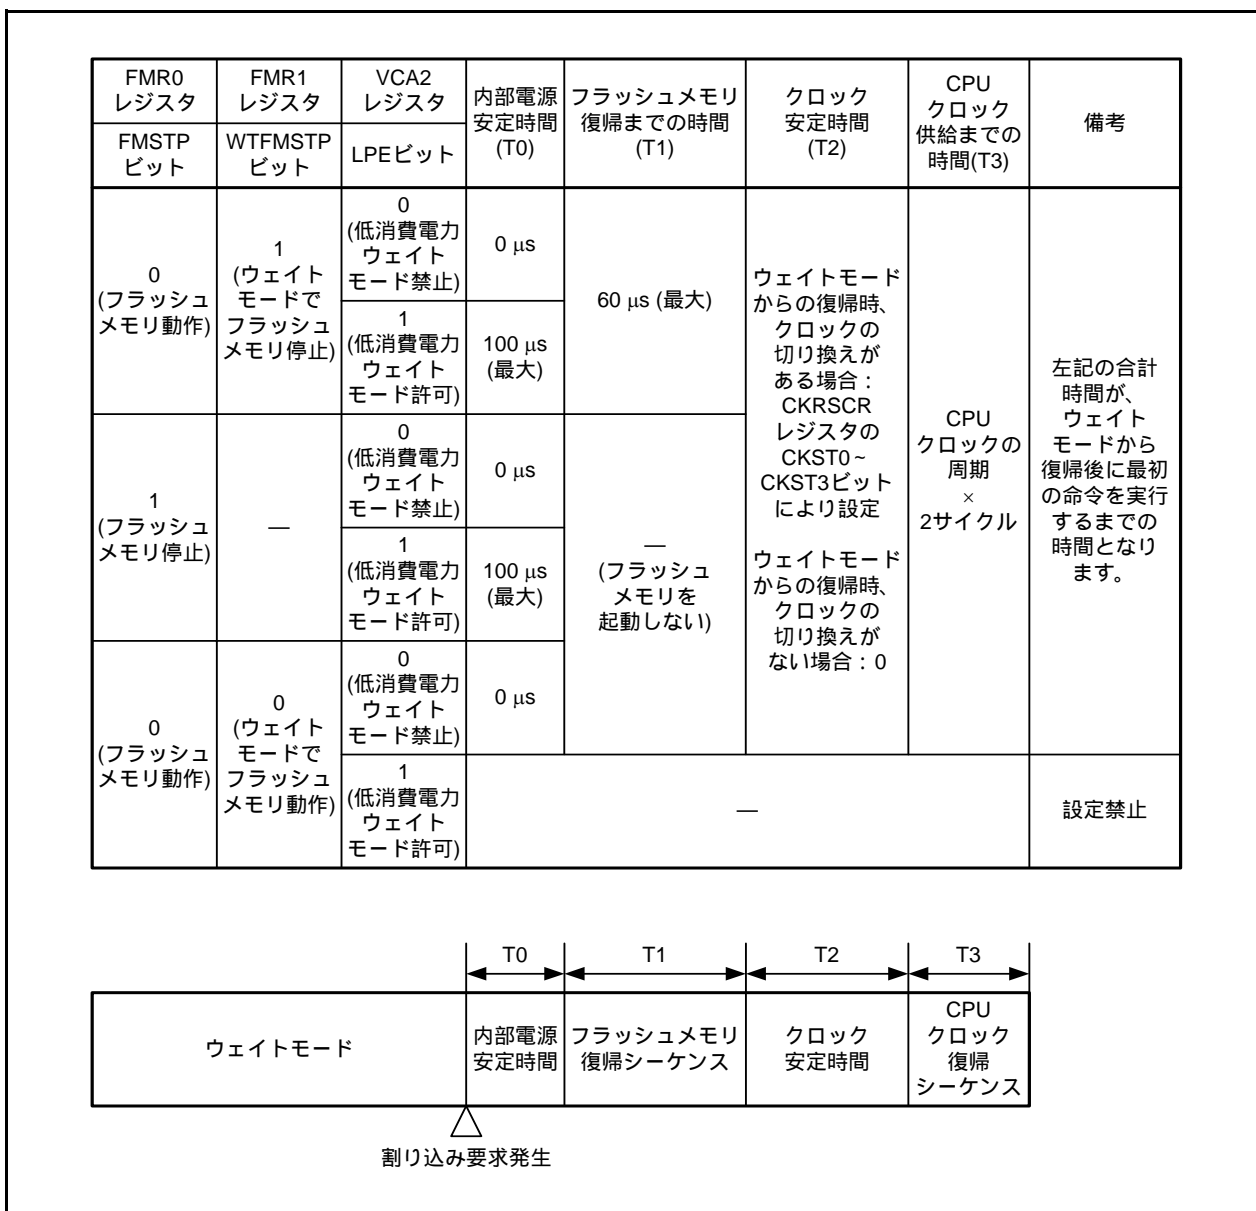 FMR0
レジスタ
FMR1
レジスタ
VCA2
レジスタ
内部電源
安定時間
(T0)
フラッシュメモリ
復帰までの時間
(T1)
クロック
安定時間
(T2)
CPU
クロック
供給までの
時間(T3)
備考
FMSTP
ビット
WTFMSTP
ビット
LPEビット
0
(フラッシュ
メモリ動作)
1
(ウェイト
モードで
フラッシュ
メモリ停止)
0
(低消費電力
ウェイト
モード禁止)
0 μs
60 μs (最大)
ウェイトモード
からの復帰時、
クロックの
切り換えが
ある場合：
CKRSCR
レジスタの
CKST0~
CKST3ビット
により設定
ウェイトモード
からの復帰時、
クロックの
切り換えが
ない場合：0
CPU
クロックの
周期
×
2サイクル
左記の合計
時間が、
ウェイト
モードから
復帰後に最初
の命令を実行
するまでの
時間となり
ます。
1
(低消費電力
ウェイト
モード許可)
100 μs
(最大)
1
(フラッシュ
メモリ停止)
—
0
(低消費電力
ウェイト
モード禁止)
0 μs
—
(フラッシュ
メモリを
起動しない)
1
(低消費電力
ウェイト
モード許可)
100 μs
(最大)
0
(フラッシュ
メモリ動作)
0
(ウェイト
モードで
フラッシュ
メモリ動作)
0
(低消費電力
ウェイト
モード禁止)
0 μs
1
(低消費電力
ウェイト
モード許可)
—
設定禁止
T0
T1
T2
T3
ウェイトモード
内部電源
安定時間
フラッシュメモリ
復帰シーケンス
クロック
安定時間
CPU
クロック
復帰
シーケンス
割り込み要求発生